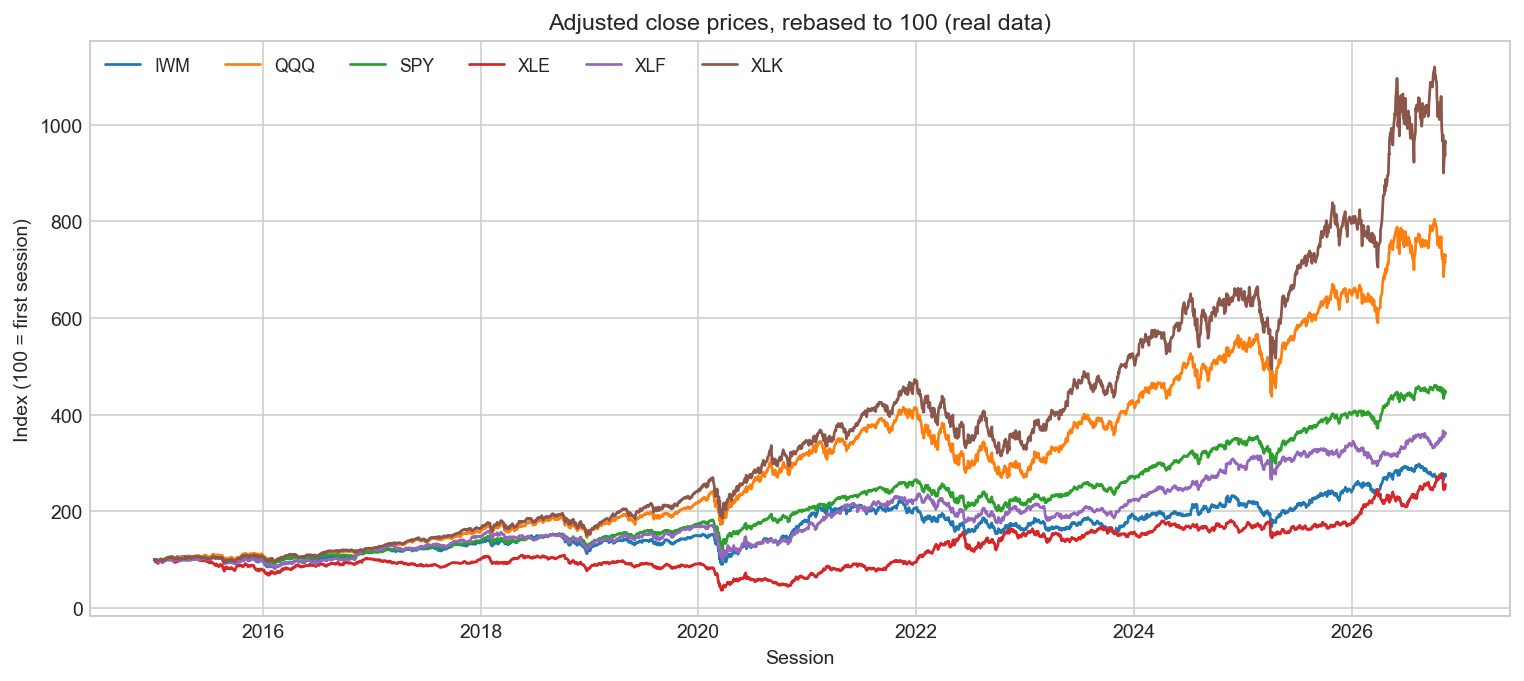 Adjusted close prices, rebased to 100 (real data)
IWM QQQ SPY XLE XLF XLK
Index (100 = first session)
1000
800
600
400
200
0
2016 2018 2020 2022 2024 2026
Session